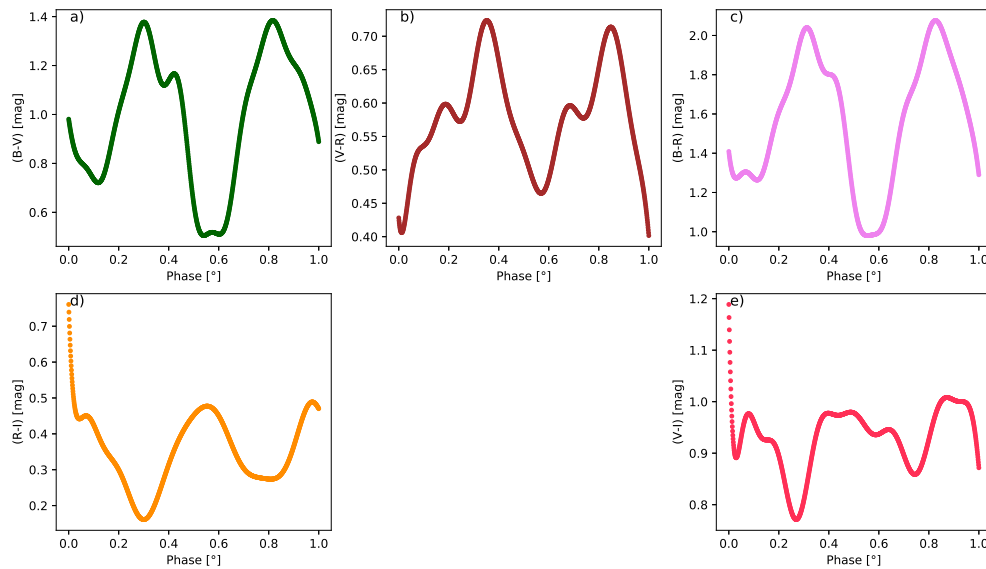 a)
(B-V) [mag]
1.4
1.2
1.0
0.8
0.6
0.0 0.2 0.4 0.6 0.8 1.0
Phase [°]
b)
(V-R) [mag]
0.70
0.65
0.60
0.55
0.50
0.45
0.40
0.0 0.2 0.4 0.6 0.8 1.0
Phase [°]
c)
(B-R) [mag]
2.0
1.8
1.6
1.4
1.2
1.0
0.0 0.2 0.4 0.6 0.8 1.0
Phase [°]
d)
(R-I) [mag]
0.7
0.6
0.5
0.4
0.3
0.2
0.0 0.2 0.4 0.6 0.8 1.0
Phase [°]
e)
(V-I) [mag]
1.2
1.1
1.0
0.9
0.8
0.0 0.2 0.4 0.6 0.8 1.0
Phase [°]